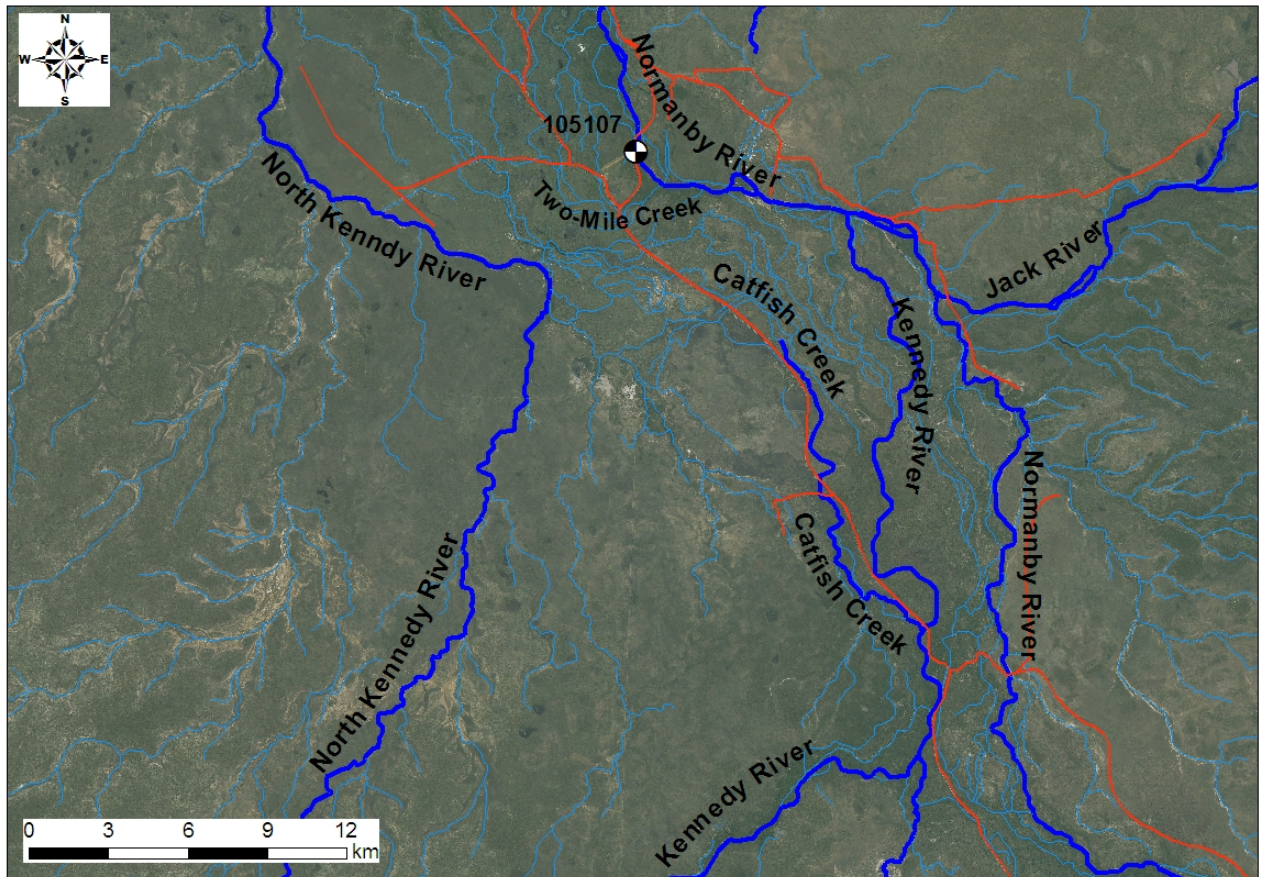 N
W E
S
Normanby River
105107
North Kenndy River
Two-Mile Creek
Jack River
Catfish Creek
Kennedy River
Normanby River
Catfish Creek
North Kennedy River
Kennedy River
0 3 6 9 12
km